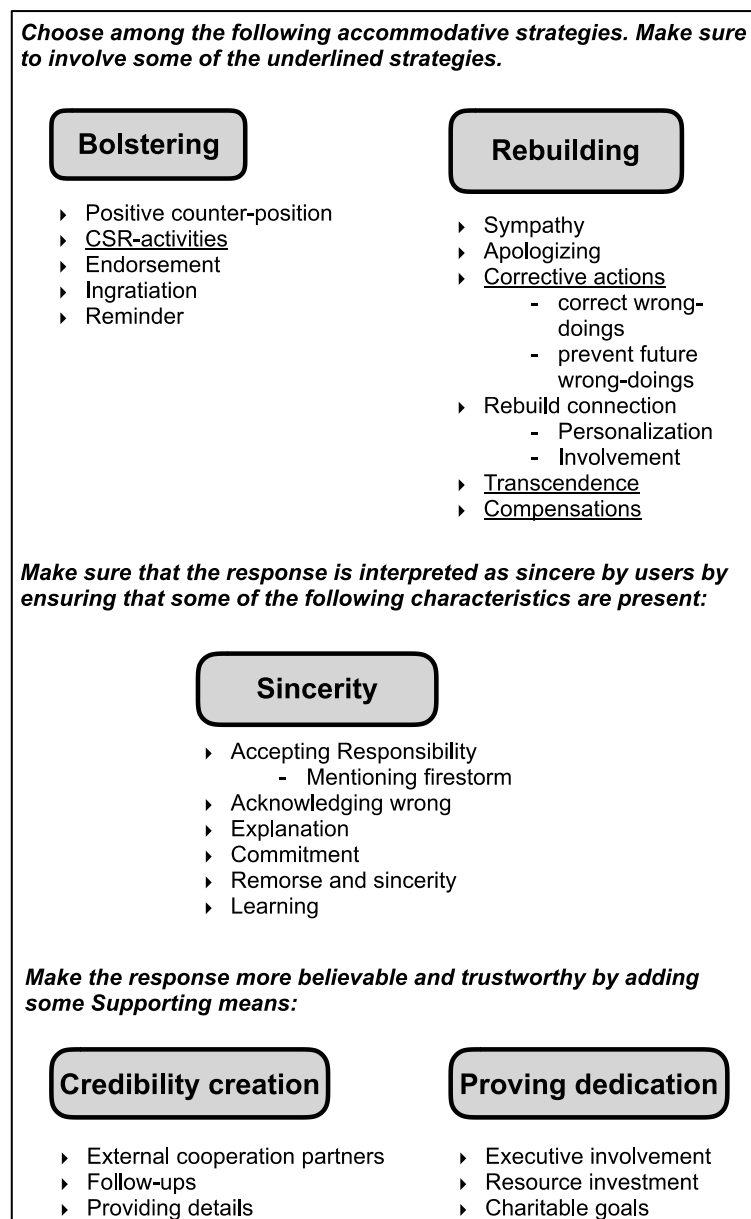 Choose among the following accommodative strategies. Make sure
to involve some of the underlined strategies.
Bolstering
‣ Positive counter-position
‣ CSR-activities
‣ Endorsement
‣ Ingratiation
‣ Reminder
Rebuilding
‣ Sympathy
‣ Apologizing
‣ Corrective actions
- correct wrong-
doings
- prevent future
wrong-doings
‣ Rebuild connection
- Personalization
- Involvement
‣ Transcendence
‣ Compensations
Make sure that the response is interpreted as sincere by users by
ensuring that some of the following characteristics are present:
Sincerity
‣ Accepting Responsibility
- Mentioning firestorm
‣ Acknowledging wrong
‣ Explanation
‣ Commitment
‣ Remorse and sincerity
‣ Learning
Make the response more believable and trustworthy by adding
some Supporting means:
Credibility creation
‣ External cooperation partners
‣ Follow-ups
‣ Providing details
Proving dedication
‣ Executive involvement
‣ Resource investment
‣ Charitable goals